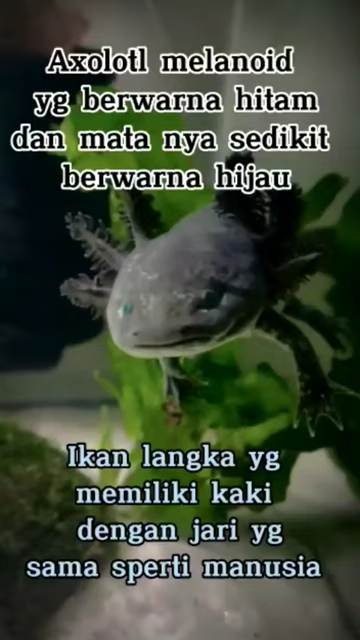 Axolotl melanoid
yg berwarna hitam
dan mata nya sedikit
berwarna hijau
Ikan langka yg
memiliki kaki
dengan jari yg
sama sperti manusia